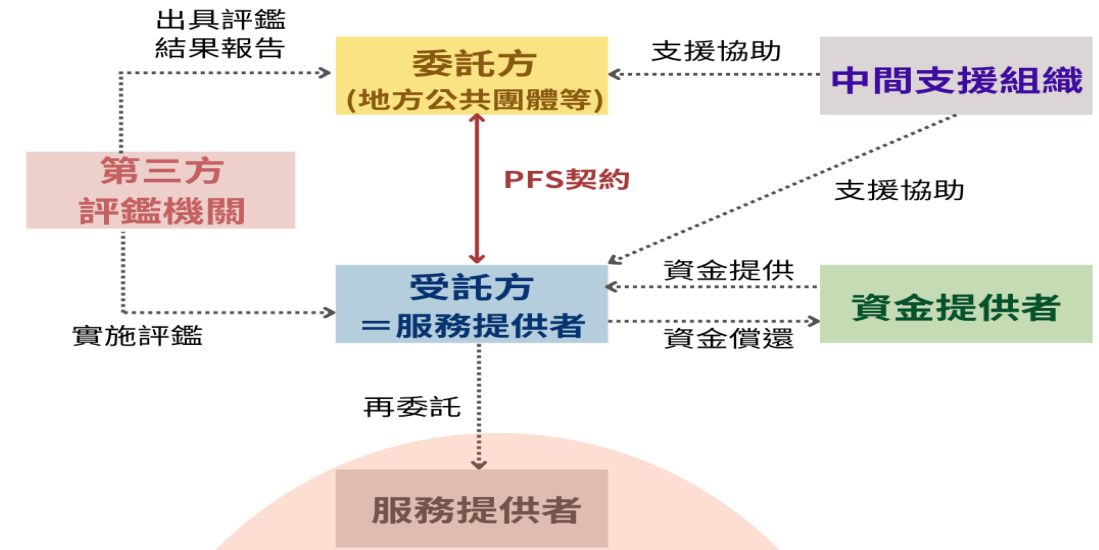 出具評鑑
結果報告
委託方
(地方公共團體等)
支援協助
中間支援組織
第三方
評鑑機關
PFS契約
支援協助
受託方
＝服務提供者
資金提供
資金提供者
資金償還
實施評鑑
再委託
服務提供者